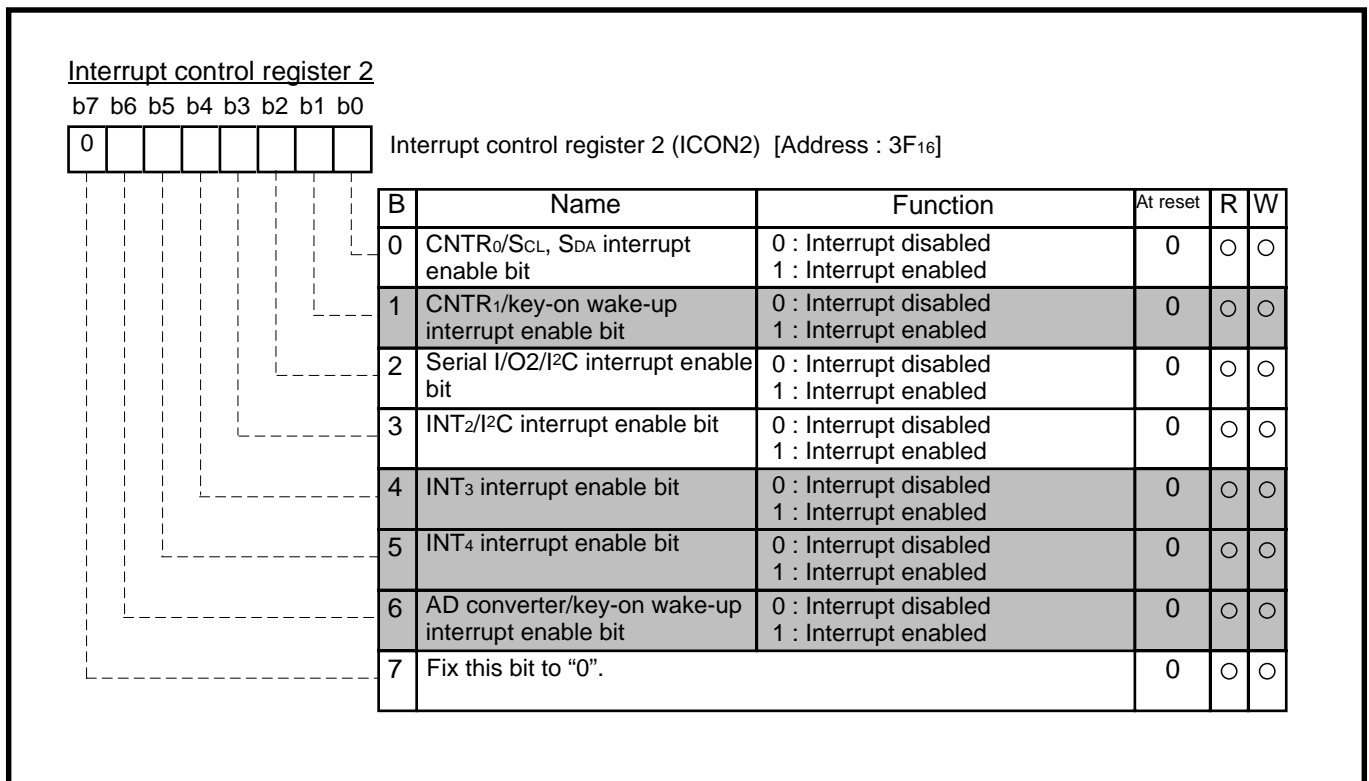 Interrupt control register 2
b7 b6 b5 b4 b3 b2 b1 b0
0
Interrupt control register 2 (ICON2) [Address : 3F16]
B Name Function At reset R W
0 CNTR0/SCL, SDA interrupt 0 : Interrupt disabled 0 ○ ○
enable bit 1 : Interrupt enabled
1 CNTR1/key-on wake-up 0 : Interrupt disabled 0 ○ ○
interrupt enable bit 1 : Interrupt enabled
2 Serial I/O2/I2C interrupt enable 0 : Interrupt disabled 0 ○ ○
bit 1 : Interrupt enabled
3 INT2/I2C interrupt enable bit 0 : Interrupt disabled 0 ○ ○
1 : Interrupt enabled
4 INT3 interrupt enable bit 0 : Interrupt disabled 0 ○ ○
1 : Interrupt enabled
5 INT4 interrupt enable bit 0 : Interrupt disabled 0 ○ ○
1 : Interrupt enabled
6 AD converter/key-on wake-up 0 : Interrupt disabled 0 ○ ○
interrupt enable bit 1 : Interrupt enabled
7 Fix this bit to “0”. 0 ○ ○